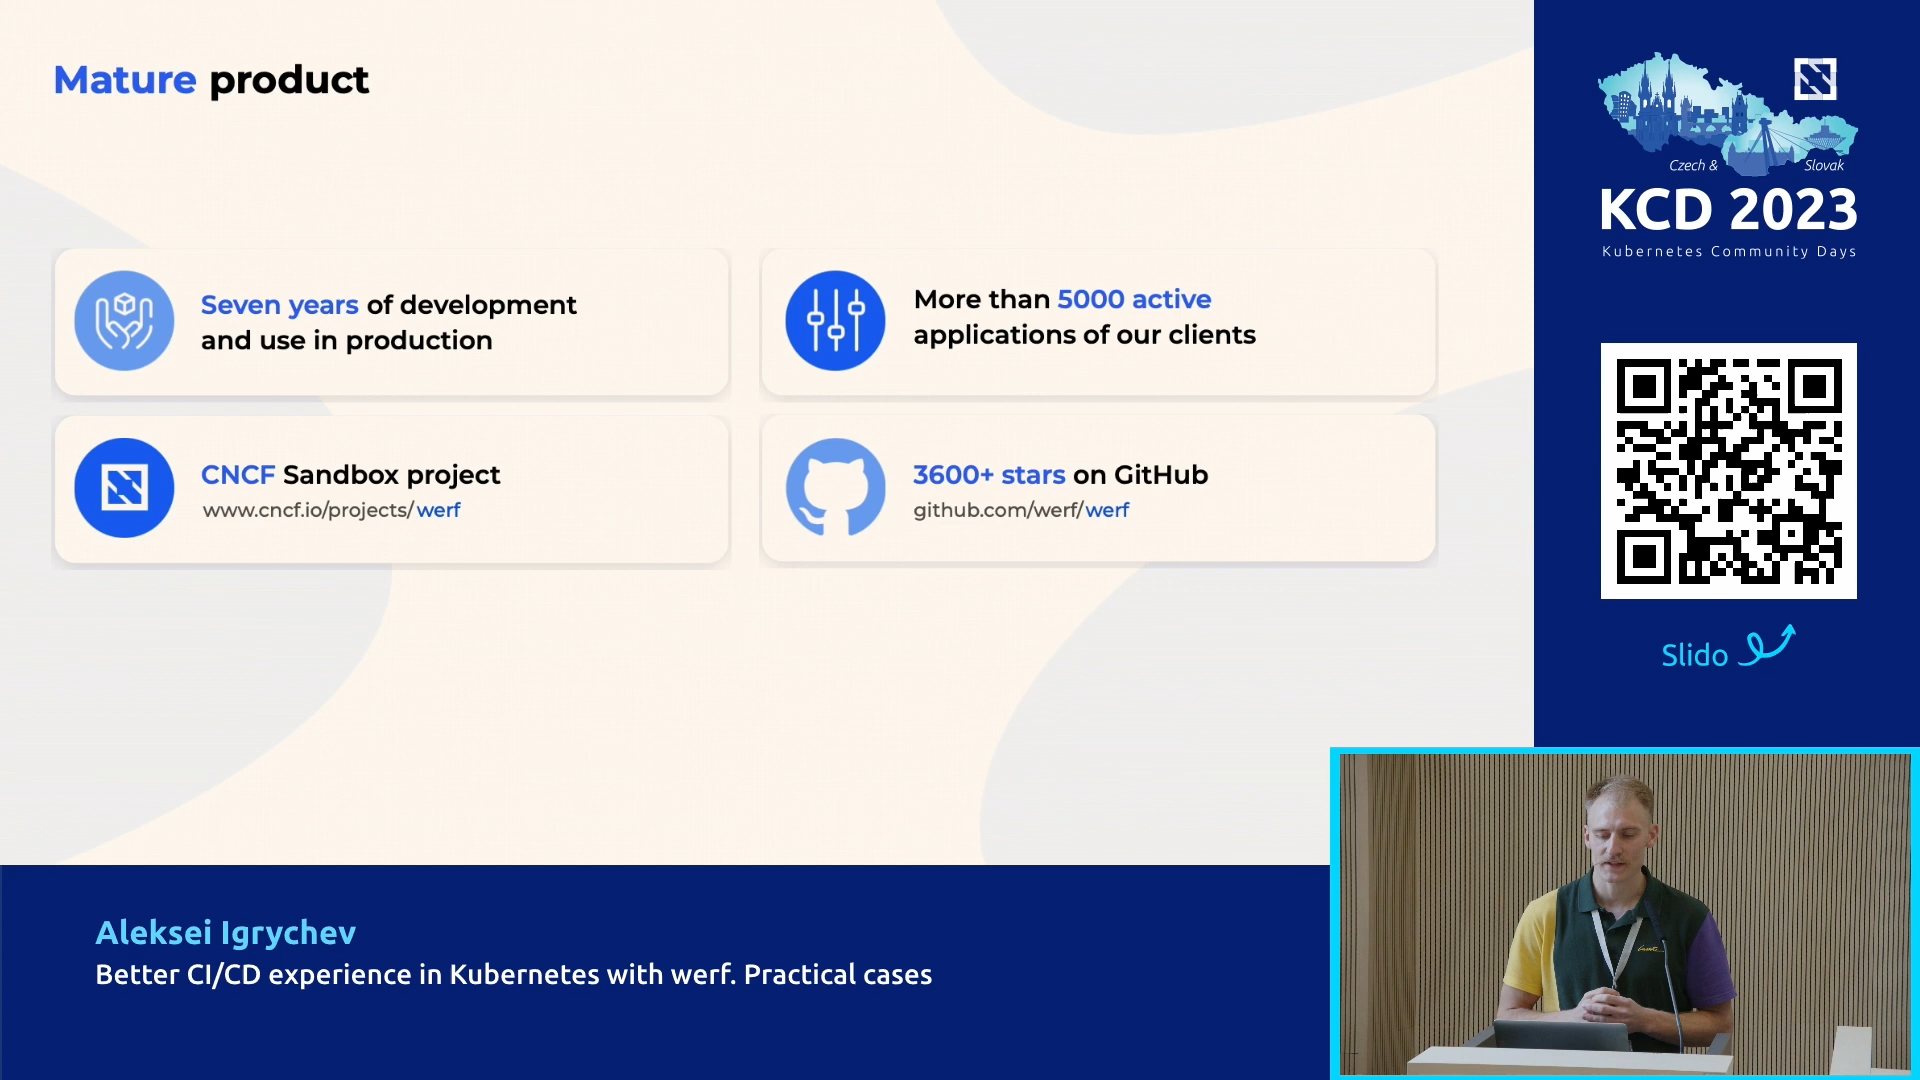 Mature product
Seven years of development
and use in production
More than 5000 active
applications of our clients
CNCF Sandbox project
www.cncf.io/projects/werf
3600+ stars on GitHub
github.com/werf/werf
Czech & Slovak
KCD 2023
Kubernetes Community Days
Slido
Aleksei Igrychev
Better CI/CD experience in Kubernetes with werf. Practical cases